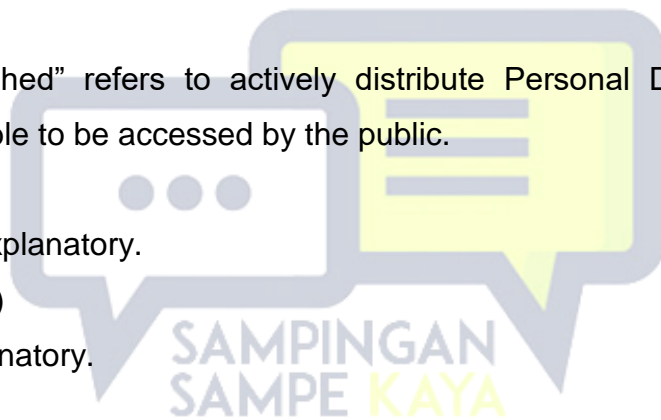 hed” refers to actively distribute Personal D
ole to be accessed by the public.
xplanatory.
)
natory.
SAMPINGAN
SAMPE KAYA